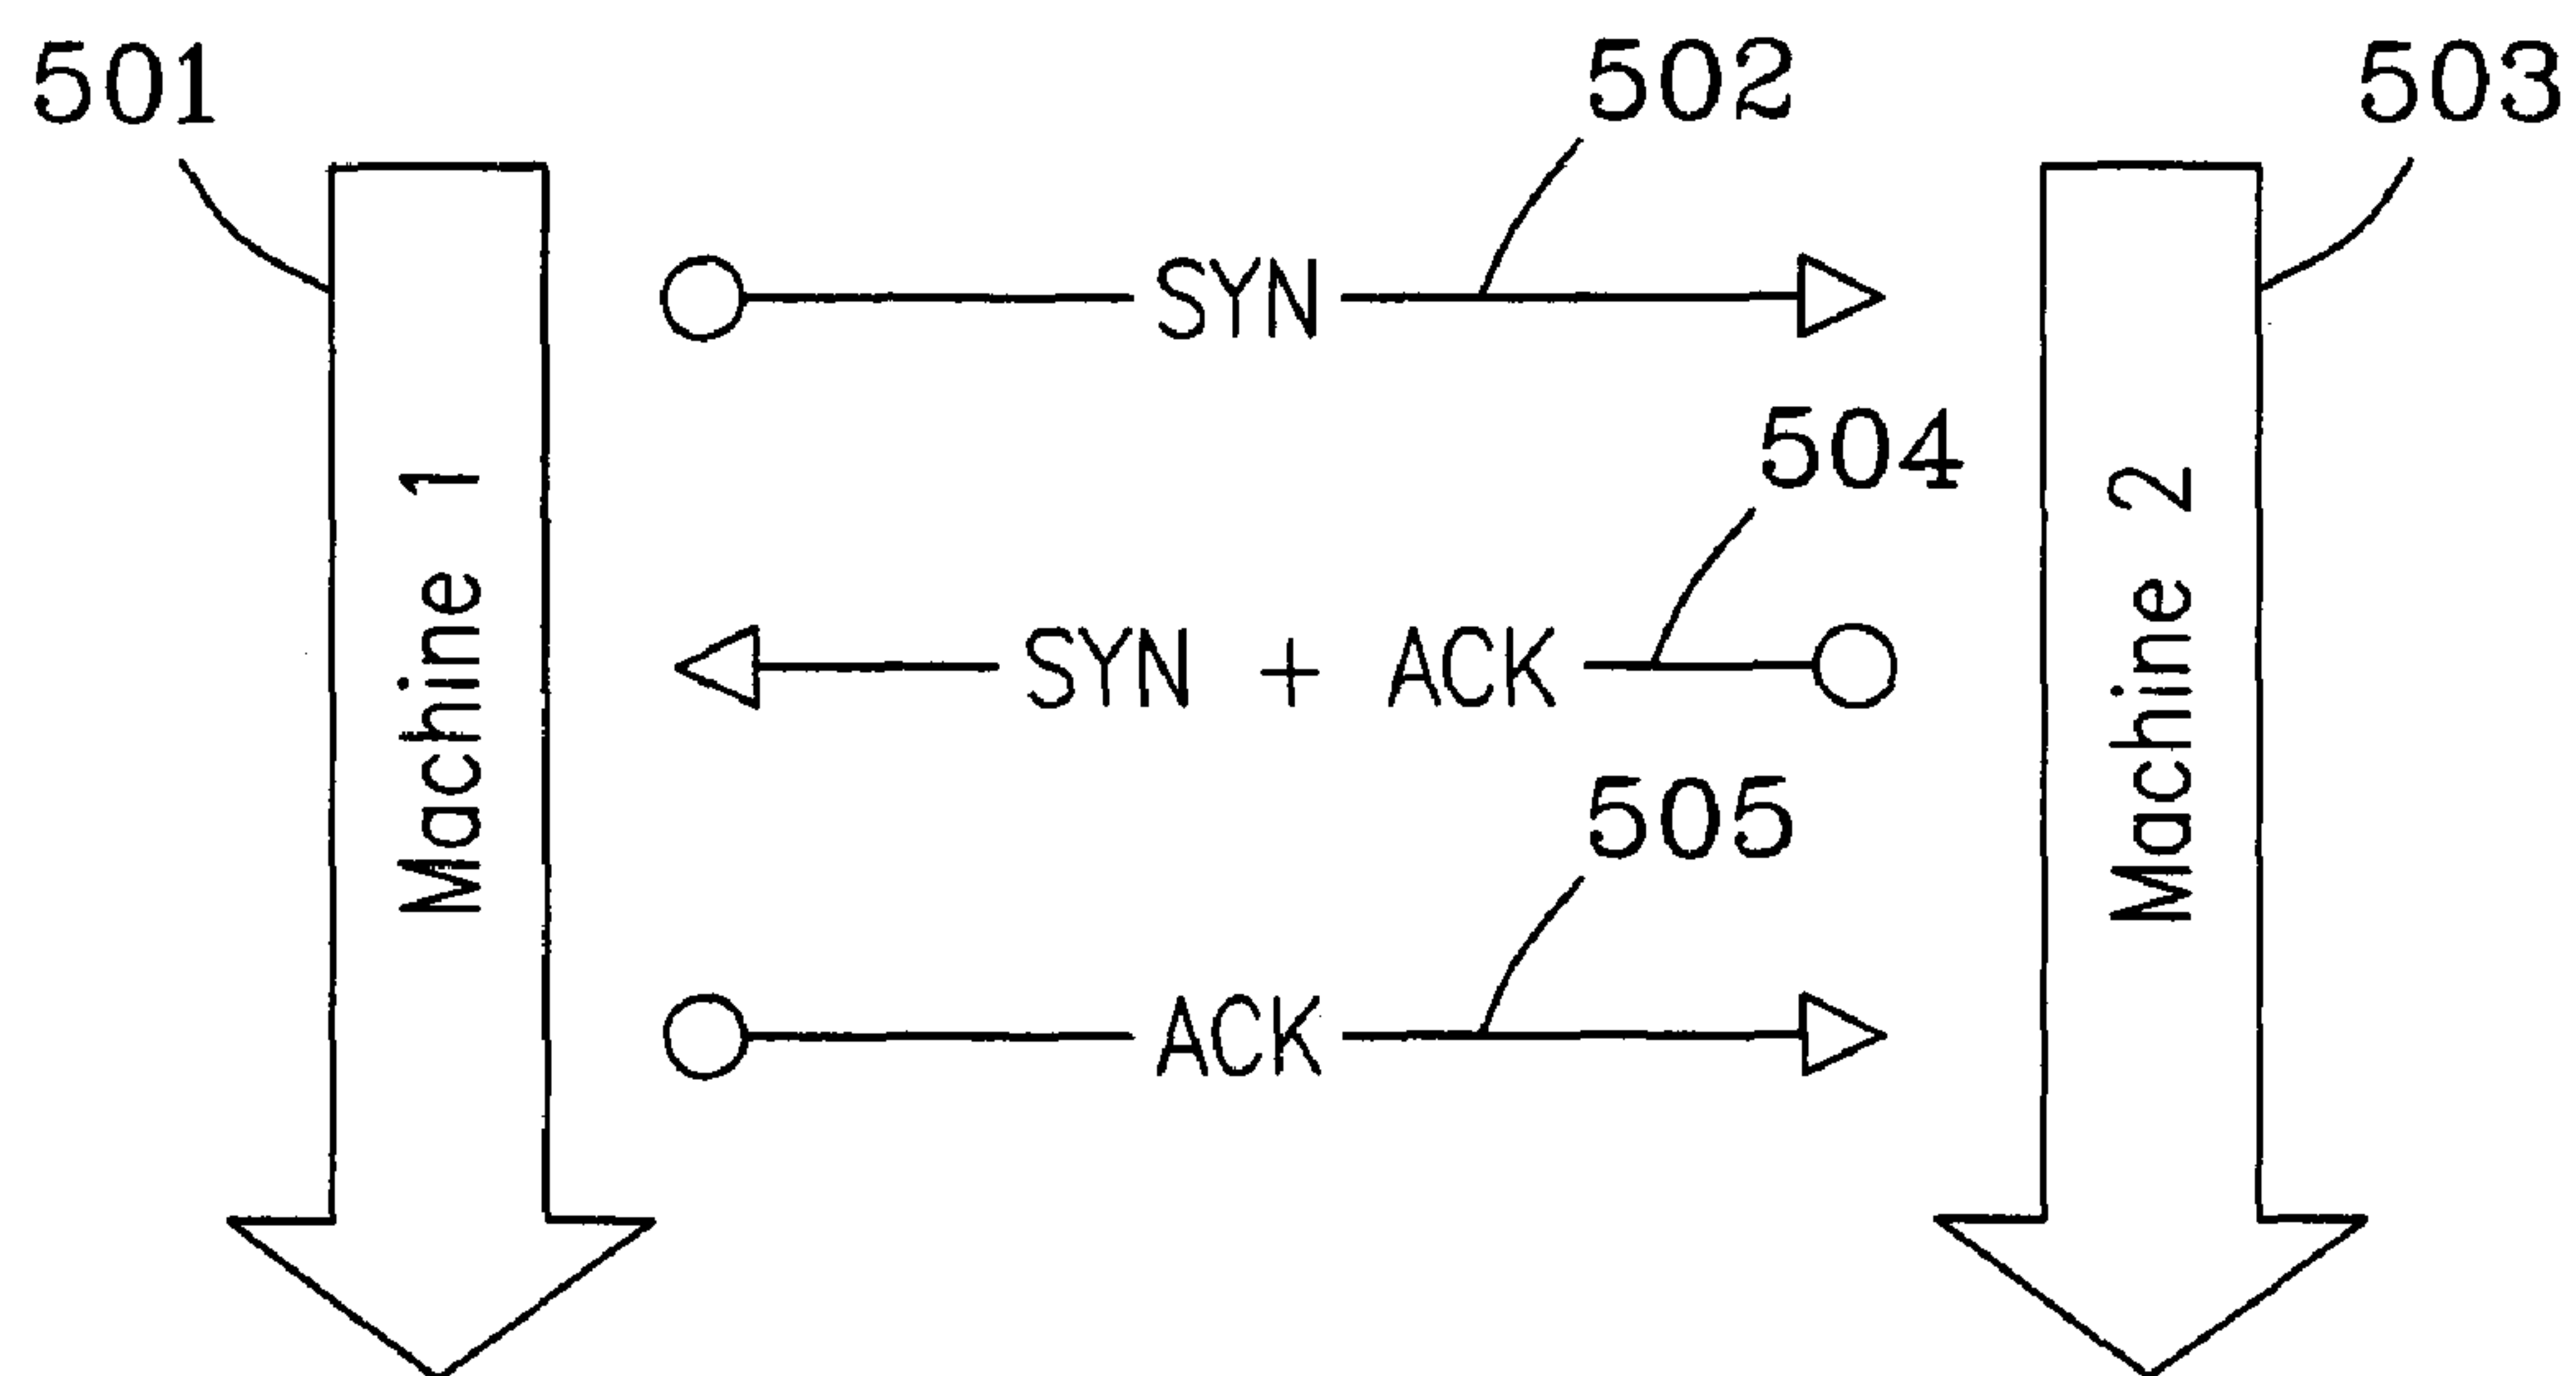 501
502
503
SYN
504
Machine 1
SYN + ACK
Machine 2
505
ACK